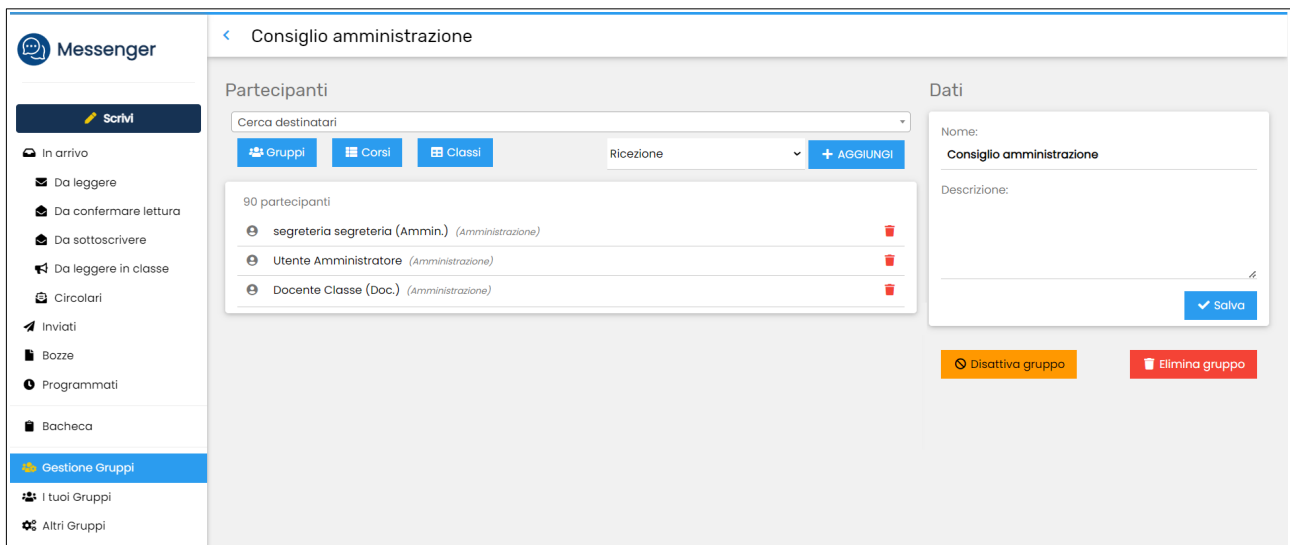 Messenger
Scrivi
In arrivo
Da leggere
Da confermare lettura
Da sottoscrivere
Da leggere in classe
Circolari
Inviati
Bozze
Programmati
Bacheca
Gestione Gruppi
I tuoi Gruppi
Altri Gruppi
Consiglio amministrazione
Partecipanti
Cerca destinatari
Gruppi Corsi Classi Ricezione AGGIUNGI
90 partecipanti
segreteria segreteria (Ammin.) (Amministrazione)
Utente Amministratore (Amministrazione)
Docente Classe (Doc.) (Amministrazione)
Dati
Nome:
Consiglio amministrazione
Descrizione:
Salva
Disattiva gruppo Elimina gruppo